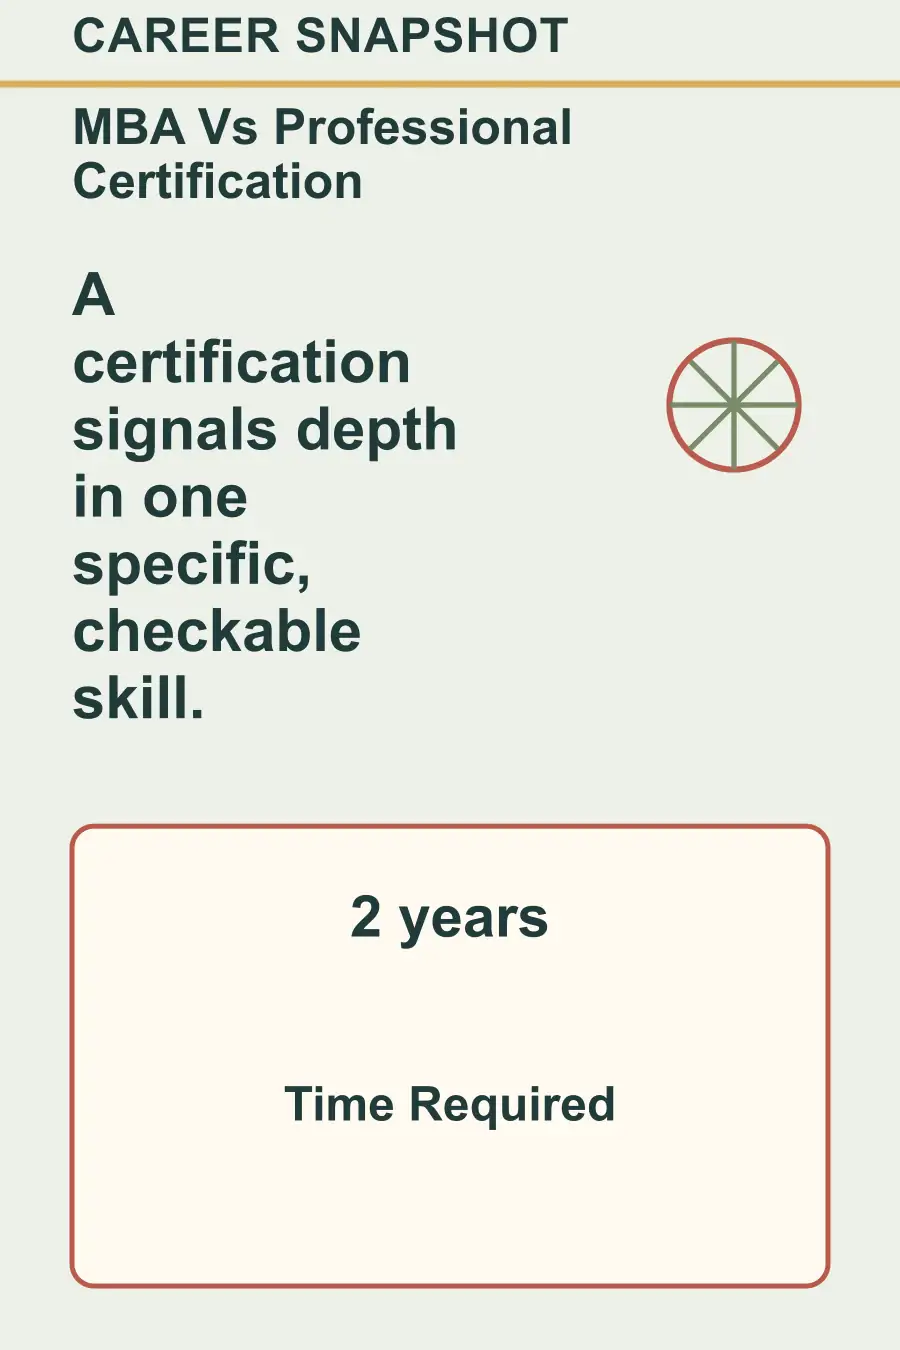 CAREER SNAPSHOT
MBA Vs Professional
Certification
A
certification
signals depth
in one
specific,
checkable
skill.
2 years
Time Required